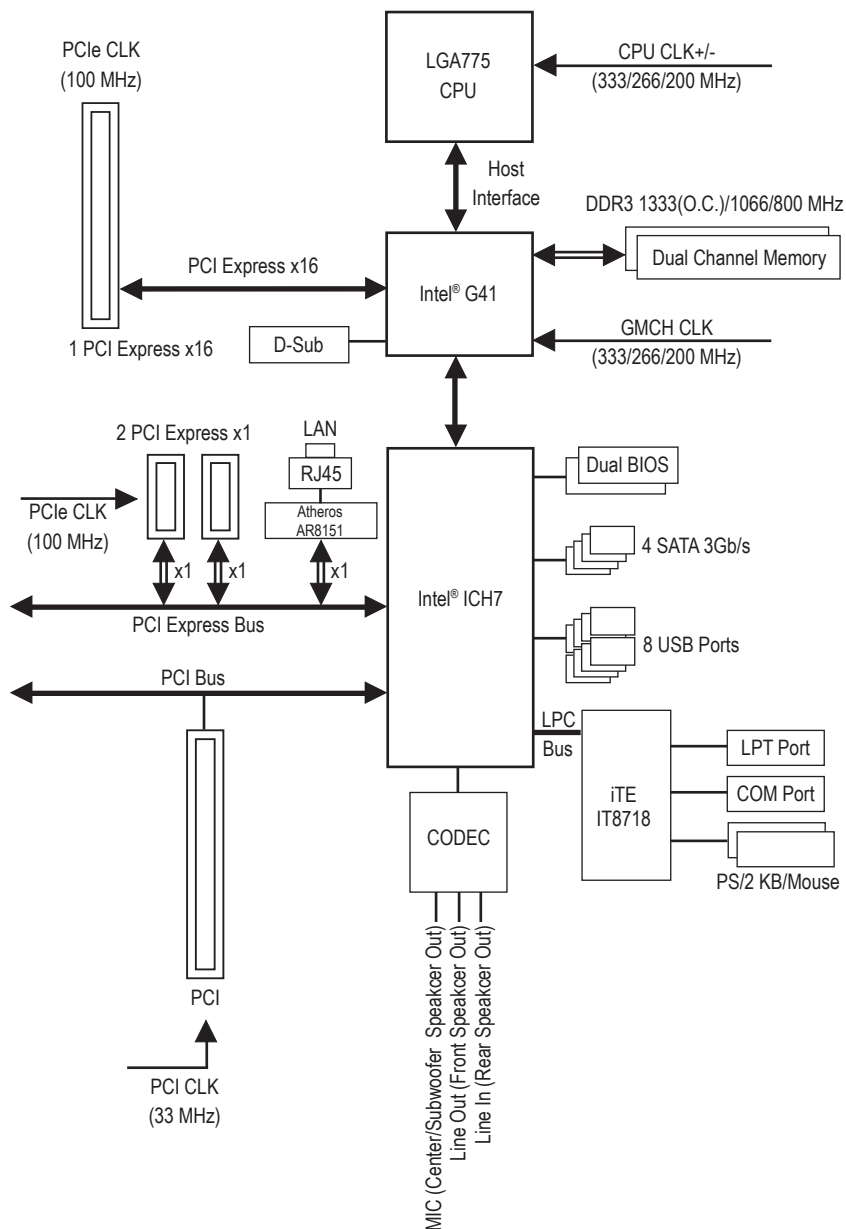 PCIe CLK
(100 MHz)
LGA775
CPU
CPU CLK+/-
(333/266/200 MHz)
Host
Interface
DDR3 1333(O.C.)/1066/800 MHz
Dual Channel Memory
PCI Express x16
Intel® G41
1 PCI Express x16
D-Sub
GMCH CLK
(333/266/200 MHz)
2 PCI Express x1
LAN
RJ45
Atheros
AR8151
PCIe CLK
(100 MHz)
x1
x1
x1
PCI Express Bus
Intel® ICH7
Dual BIOS
4 SATA 3Gb/s
8 USB Ports
PCI Bus
LPC
Bus
iTE
IT8718
LPT Port
COM Port
PS/2 KB/Mouse
CODEC
PCI
PCI CLK
(33 MHz)
MIC (Center/Subwoofer Speakcer Out)
Line Out (Front Speakcer Out)
Line In (Rear Speakcer Out)